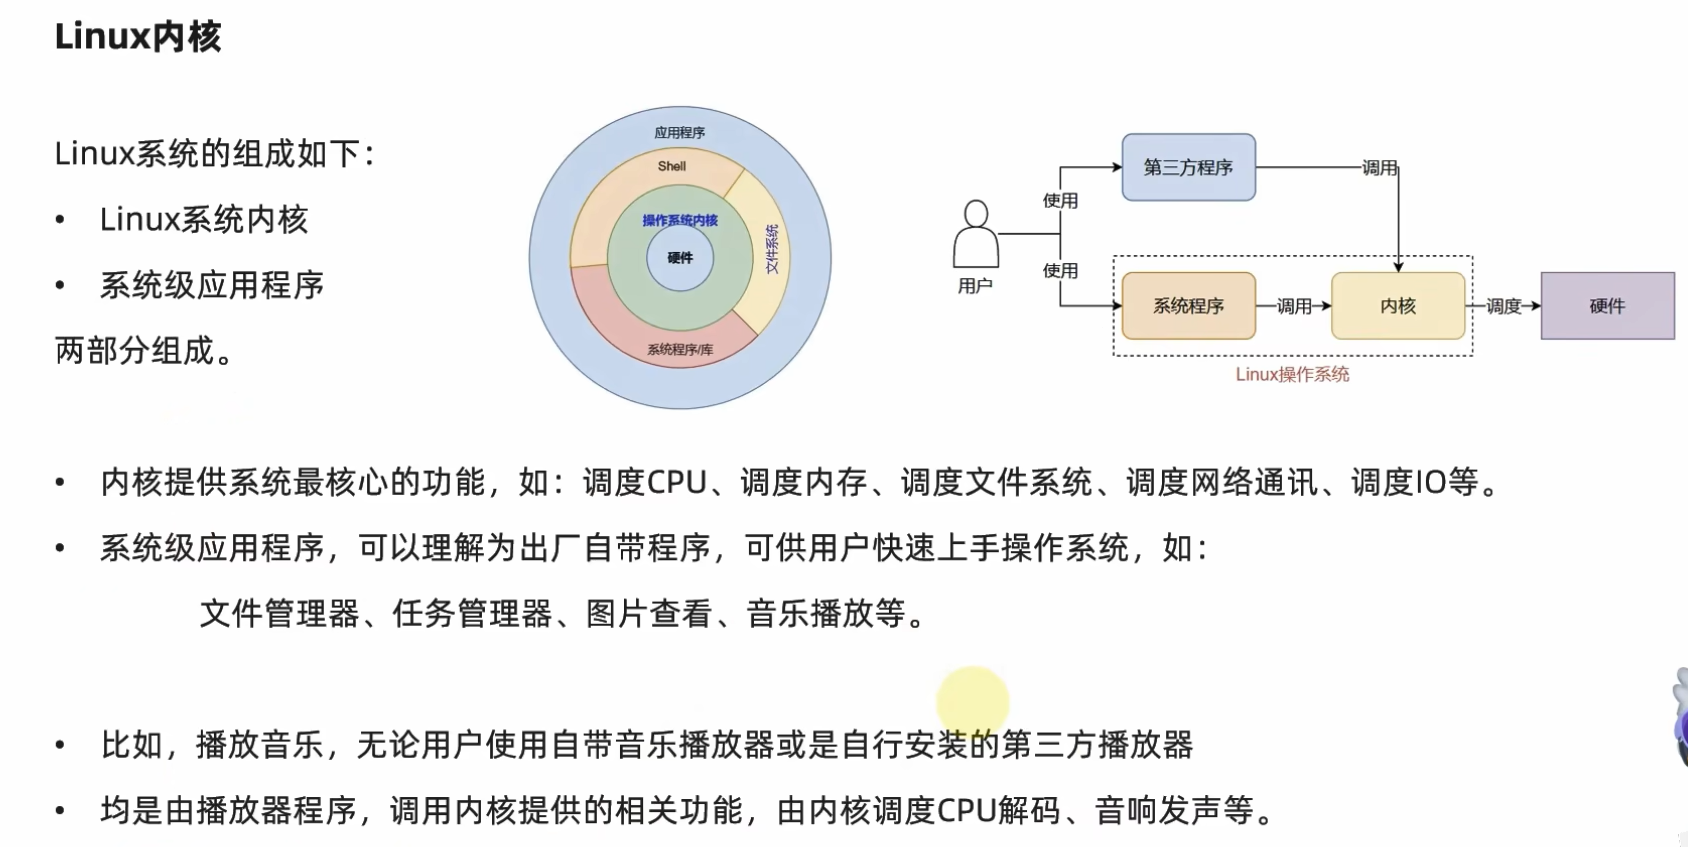 Linux内核
Linux系统的组成如下：
• Linux系统内核
• 系统级应用程序
两部分组成。
应用程序
Shell
操作系统内核
硬件
文件系统
系统程序/库
用户
使用
使用
第三方程序
调用
系统程序
调用
内核
调度
硬件
Linux操作系统
• 内核提供系统最核心的功能，如：调度CPU、调度内存、调度文件系统、调度网络通讯、调度IO等。
• 系统级应用程序，可以理解为出厂自带程序，可供用户快速上手操作系统，如：
文件管理器、任务管理器、图片查看、音乐播放等。
• 比如，播放音乐，无论用户使用自带音乐播放器或是自行安装的第三方播放器
• 均是由播放器程序，调用内核提供的相关功能，由内核调度CPU解码、音响发声等。